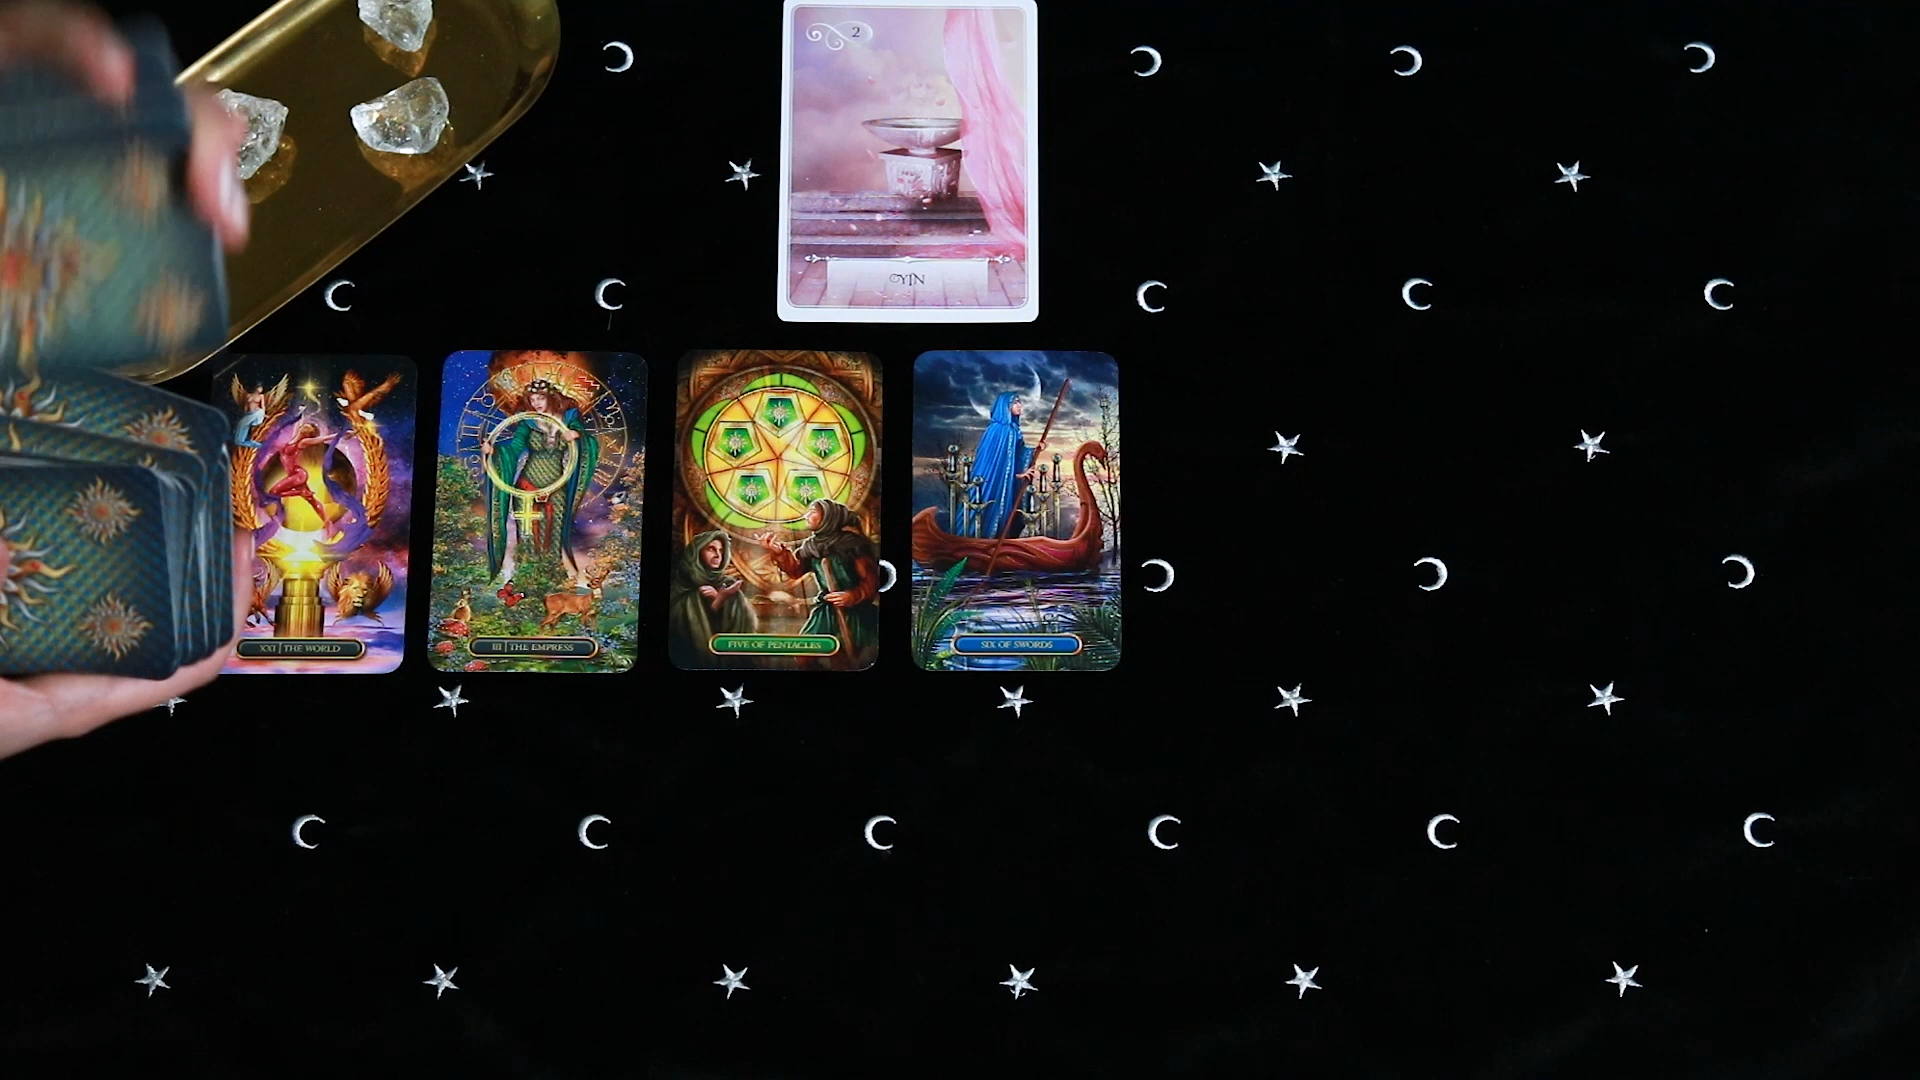 2
YIN
XXI | THE WORLD
III | THE EMPRESS
FIVE OF PENTACLES
SIX OF SWORDS